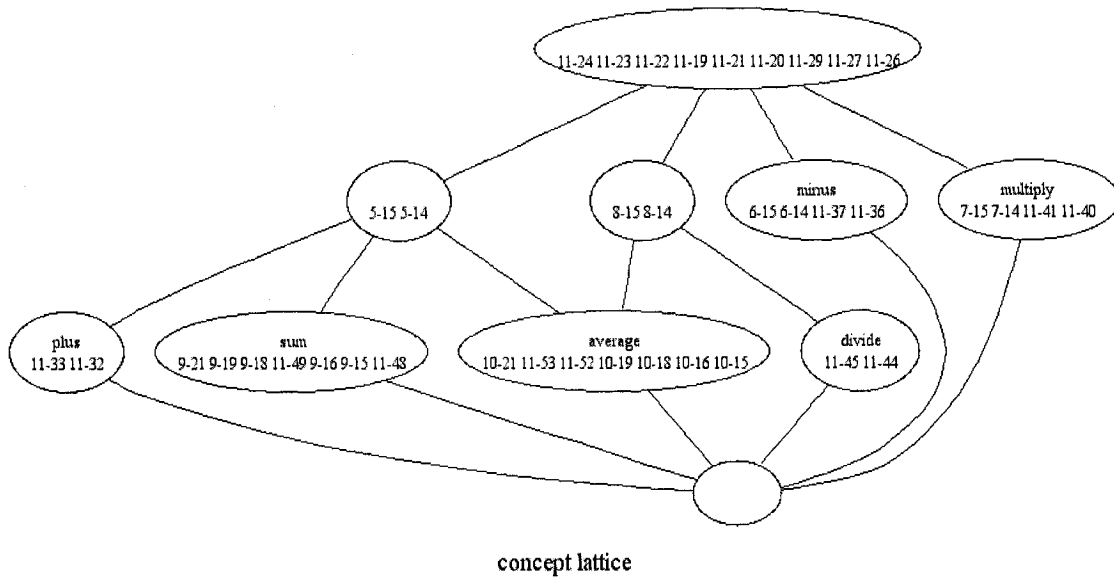 11-24 11-23 11-22 11-19 11-21 11-20 11-29 11-27 11-26
5-15 5-14
8-15 8-14
minus
6-15 6-14 11-37 11-36
multiply
7-15 7-14 11-41 11-40
plus
11-33 11-32
sum
9-21 9-19 9-18 11-49 9-16 9-15 11-48
average
10-21 11-53 11-52 10-19 10-18 10-16 10-15
divide
11-45 11-44
concept lattice